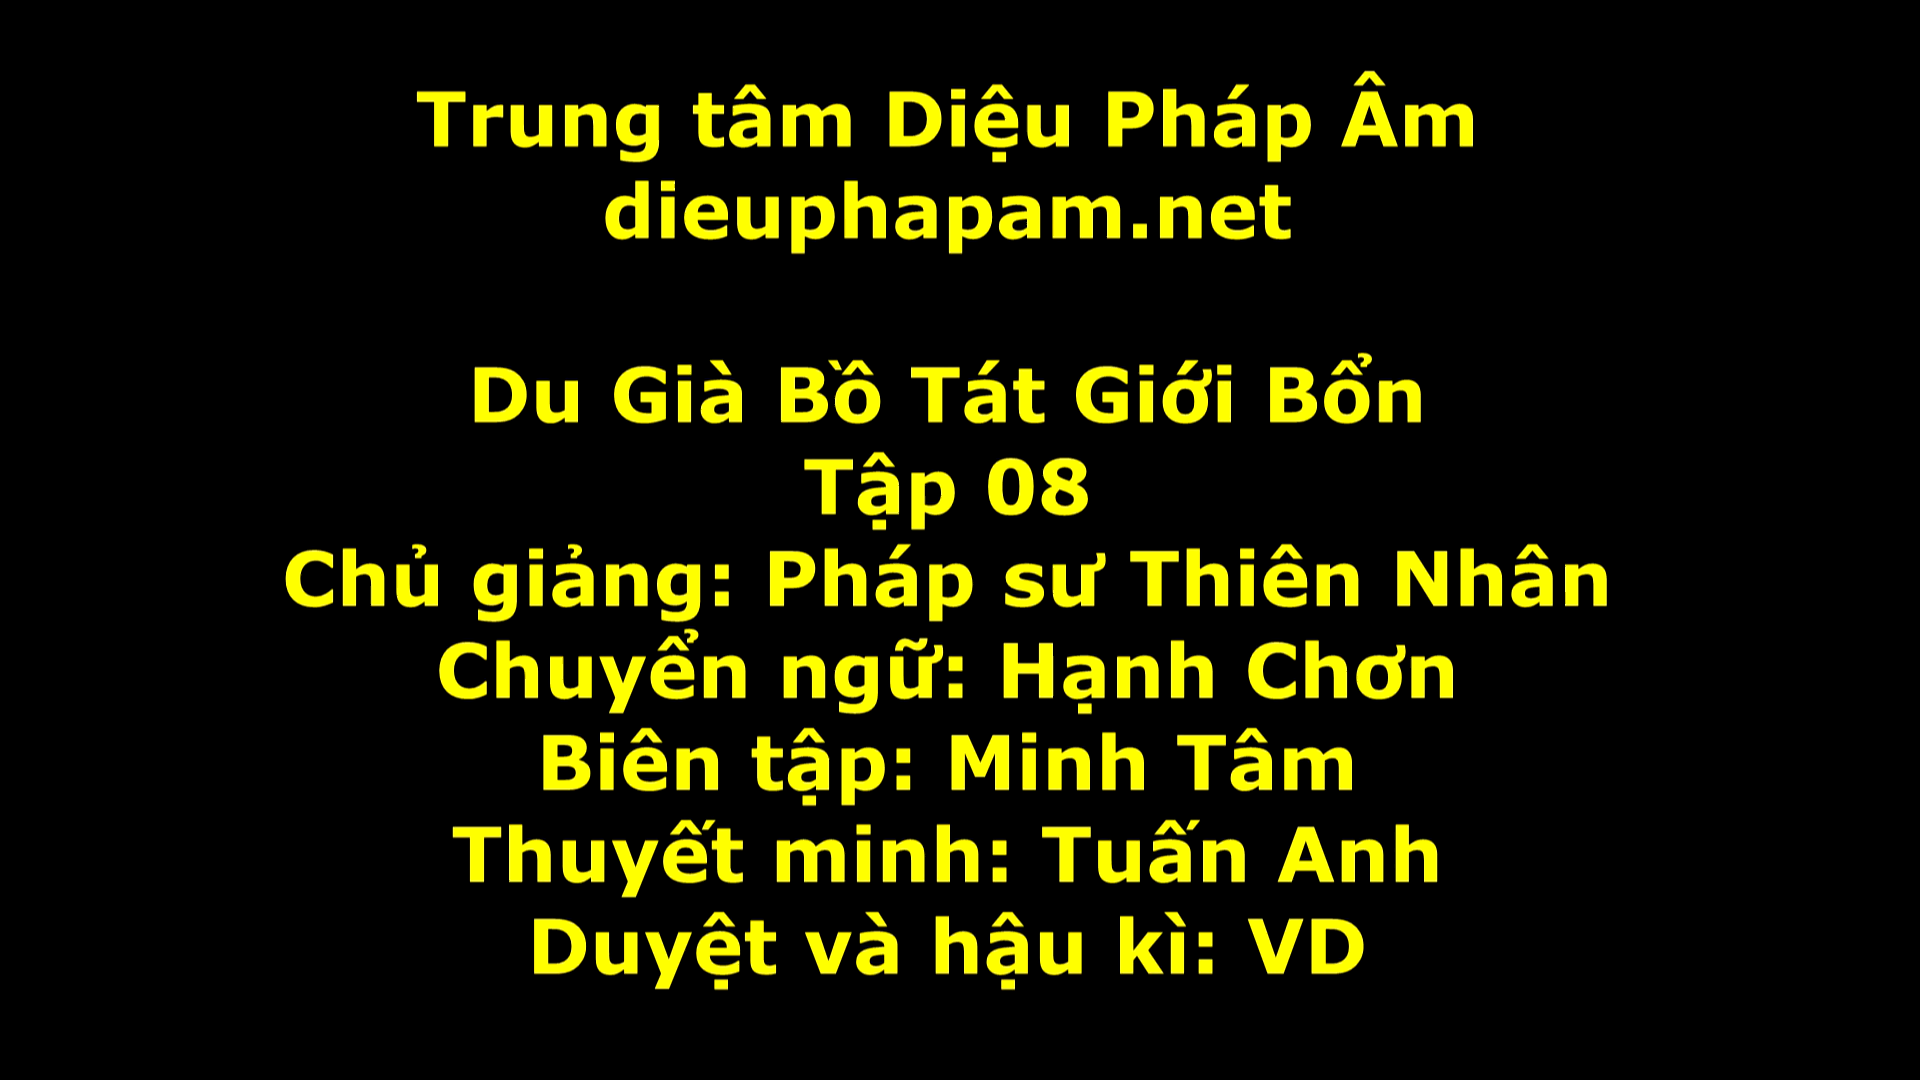 Trung tâm Diệu Pháp Âm
dieuphapam.net
Du Già Bồ Tát Giới Bổn
Tập 08
Chủ giảng: Pháp sư Thiên Nhân
Chuyển ngữ: Hạnh Chơn
Biên tập: Minh Tâm
Thuyết minh: Tuấn Anh
Duyệt và hậu kì: VD